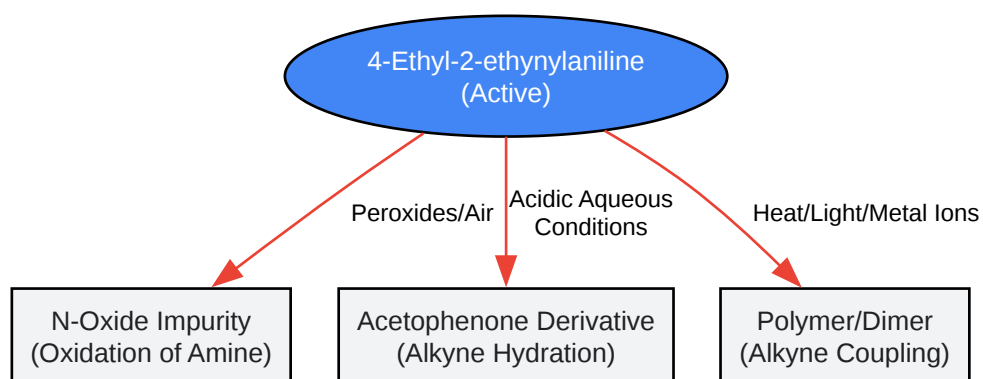 4-Ethyl-2-ethynylaniline
(Active)
Peroxides/Air
Acidic Aqueous
Conditions
Heat/Light/Metal Ions
N-Oxide Impurity
(Oxidation of Amine)
Acetophenone Derivative
(Alkyne Hydration)
Polymer/Dimer
(Alkyne Coupling)